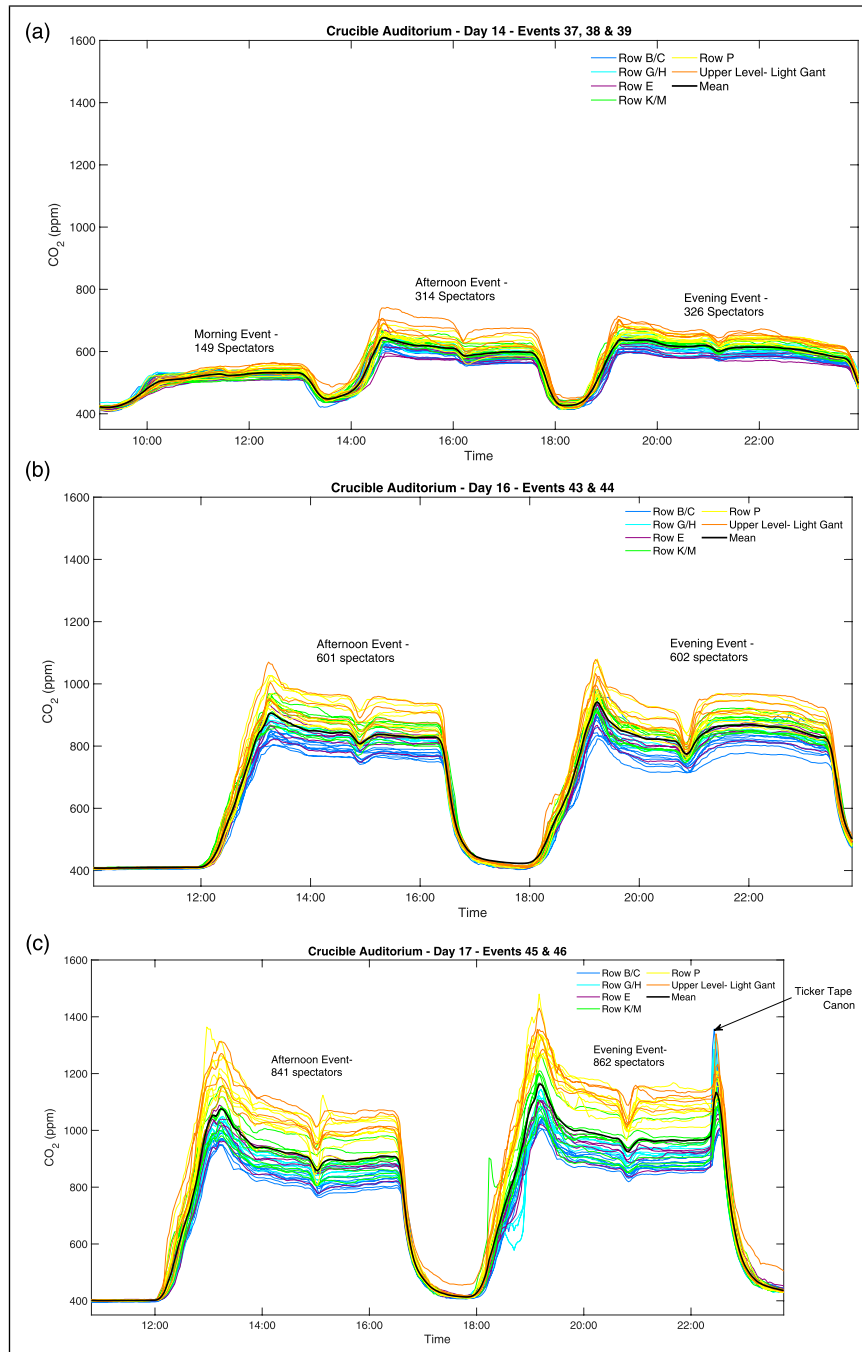 (a)
Crucible Auditorium - Day 14 - Events 37, 38 & 39
Row B/C
Row P
Row G/H
Upper Level- Light Gant
Row E
Mean
Row K/M
1600
1400
1200
1000
800
600
400
CO2 (ppm)
Morning Event -
149 Spectators
Afternoon Event -
314 Spectators
Evening Event -
326 Spectators
10:00
12:00
14:00
16:00
18:00
20:00
22:00
Time
(b)
Crucible Auditorium - Day 16 - Events 43 & 44
Row B/C
Row P
Row G/H
Upper Level- Light Gant
Row E
Mean
Row K/M
1600
1400
1200
1000
800
600
400
CO2 (ppm)
Afternoon Event -
601 spectators
Evening Event -
602 spectators
12:00
14:00
16:00
18:00
20:00
22:00
Time
(c)
Crucible Auditorium - Day 17 - Events 45 & 46
Row B/C
Row P
Row G/H
Upper Level- Light Gant
Row E
Mean
Row K/M
1600
1400
1200
1000
800
600
400
CO2 (ppm)
Afternoon Event-
841 spectators
Evening Event-
862 spectators
Ticker Tape
Canon
12:00
14:00
16:00
18:00
20:00
22:00
Time